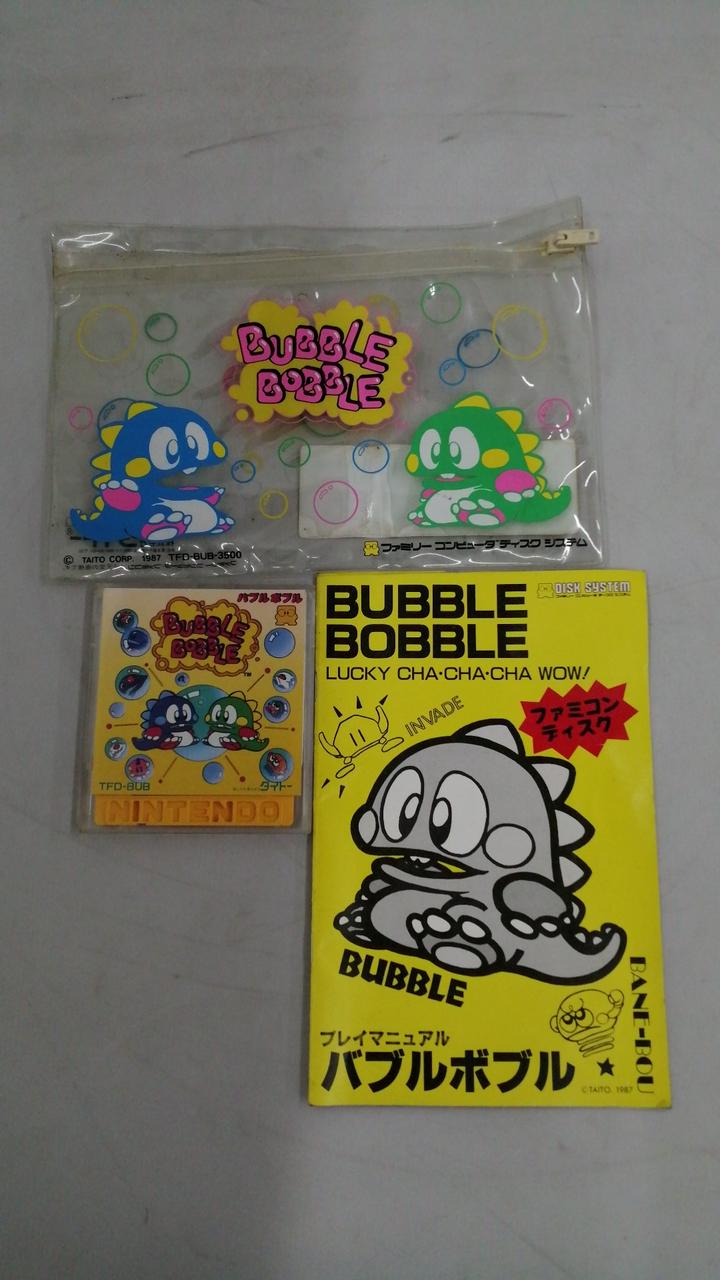 BUBBLE
BOBBLE
© TAITO CORP. 1987 TFD-BUB-3500
ファミリー コンピュータ ディスク システム
バブルボブル
BUBBLE
BOBBLE
TM
TFD-BUB
タイトー
NINTENDO
BUBBLE
BOBBLE
DISK SYSTEM
LUCKY CHA・CHA・CHA WOW!
ファミコン
ディスク
INVADE
BUBBLE
BANE-BOU
プレイマニュアル
バブルボブル
©TAITO. 1987